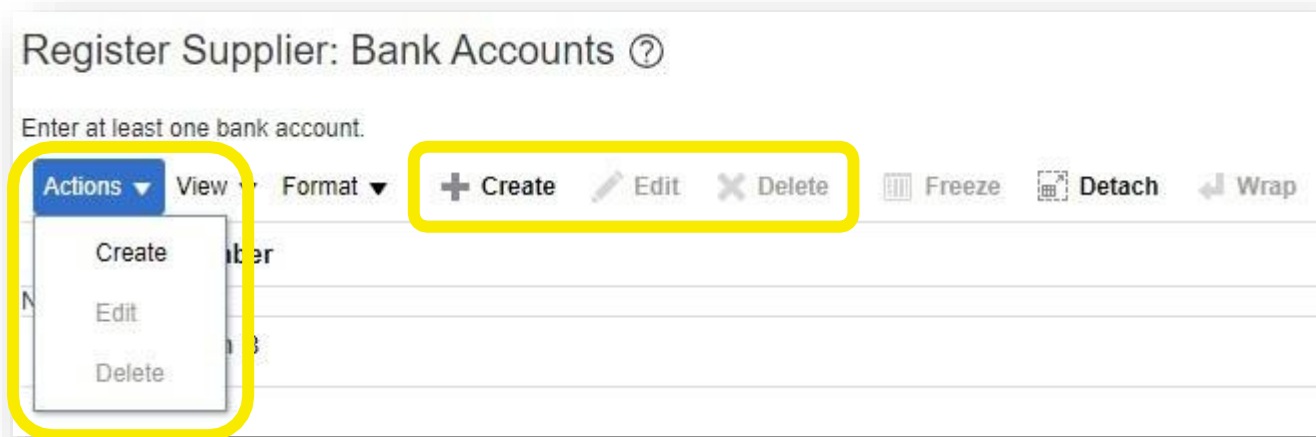 Register Supplier: Bank Accounts ?
Enter at least one bank account.
Actions View Format Create Edit Delete Freeze Detach Wrap
Create
Edit
Delete